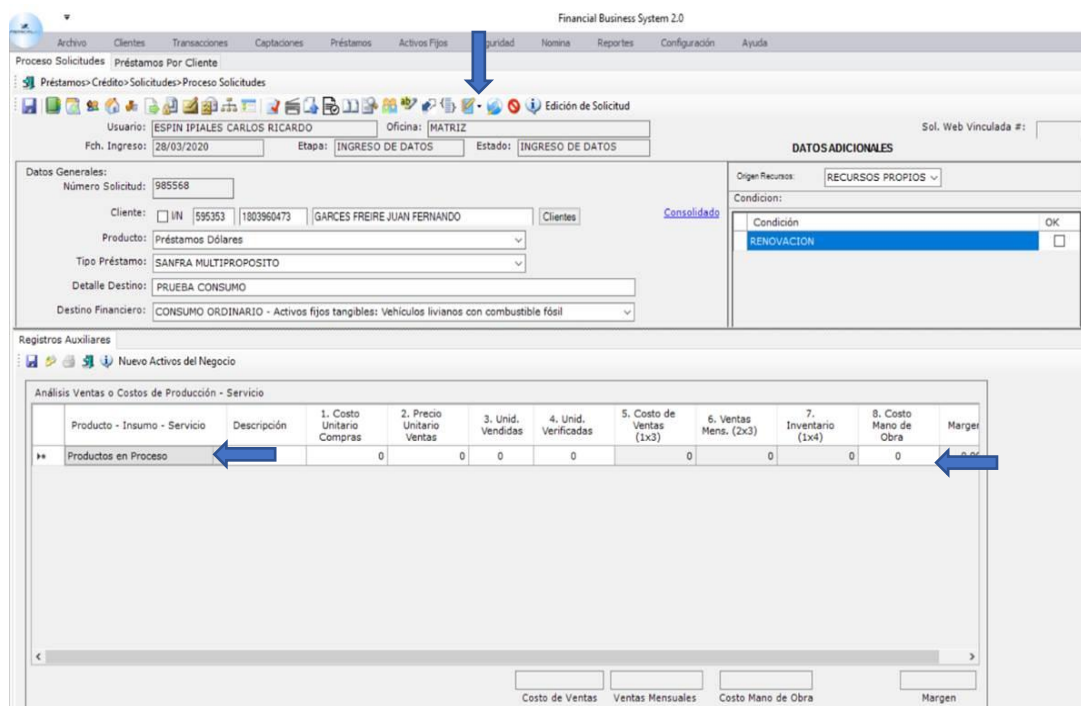 Financial Business System 2.0
Archivo Clientes Transacciones Captaciones Préstamos Activos Fijos Nomina Reportes Configuración Ayuda
Proceso Solicitudes Préstamos Por Cliente
Préstamos>Crédito>Solicitudes>Proceso Solicitudes
Edición de Solicitud
Usuario: ESPIN IPIALES CARLOS RICARDO Oficina: MATRIZ Sol. Web Vinculada #:
Fch. Ingreso: 28/03/2020 Etapa: INGRESO DE DATOS Estado: INGRESO DE DATOS DATOS ADICIONALES
Datos Generales: Origen Recursos: RECURSOS PROPIOS
Número Solicitud: 985568 Condicion:
Cliente: I/N 595353 1803960473 GARCES FREIRE JUAN FERNANDO Clientes Consolidado Condición OK
Producto: Préstamos Dólares RENOVACION
Tipo Préstamo: SANFRA MULTIPROPOSITO
Detalle Destino: PRUEBA CONSUMO
Destino Financiero: CONSUMO ORDINARIO - Activos fijos tangibles: Vehículos livianos con combustible fósil
Registros Auxiliares
Nuevo Activos del Negocio
Análisis Ventas o Costos de Producción - Servicio
Producto - Insumo - Servicio Descripción 1. Costo Unitario Compras 2. Precio Unitario Ventas 3. Unid. Vendidas 4. Unid. Verificadas 5. Costo de Ventas (1x3) 6. Ventas Mens. (2x3) 7. Inventario (1x4) 8. Costo Mano de Obra Margen
Productos en Proceso 0 0 0 0 0 0 0 0
Costo de Ventas Ventas Mensuales Costo Mano de Obra Margen